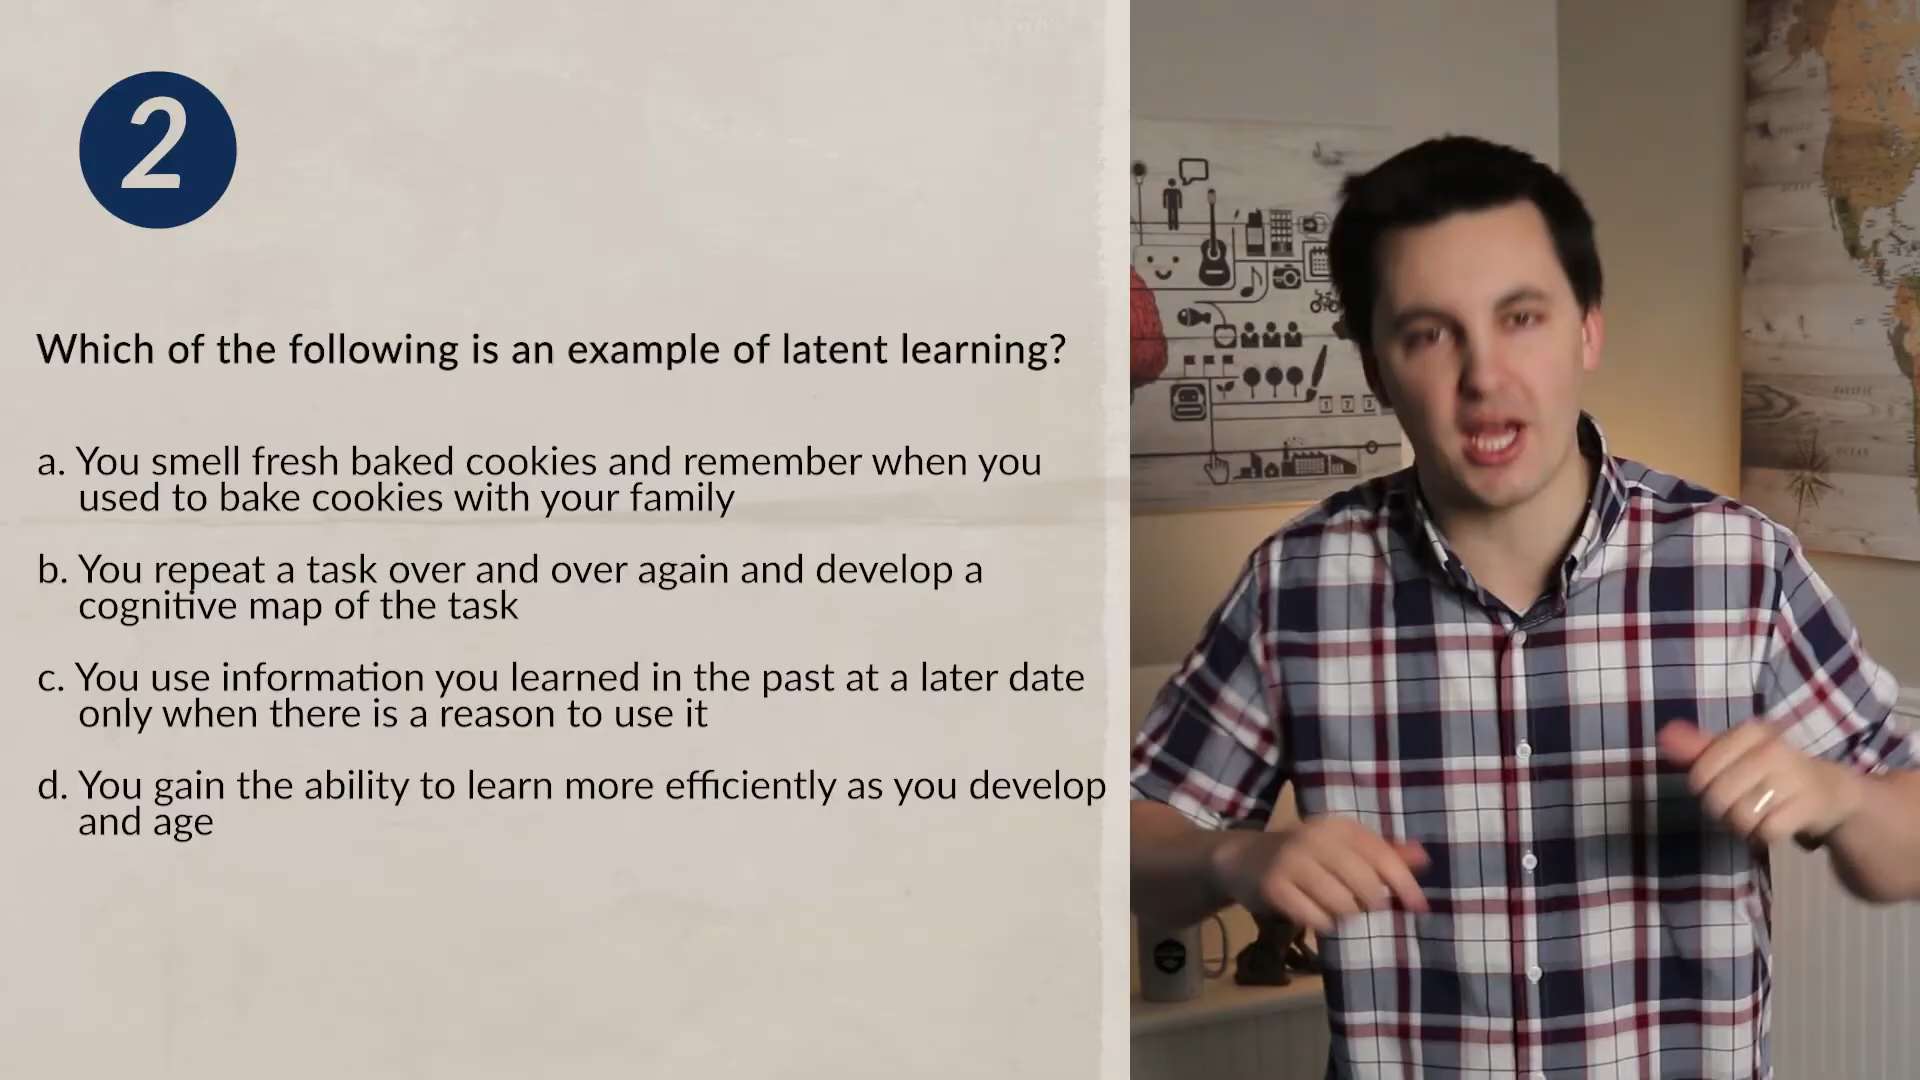 2
Which of the following is an example of latent learning?
a. You smell fresh baked cookies and remember when you
used to bake cookies with your family
b. You repeat a task over and over again and develop a
cognitive map of the task
c. You use information you learned in the past at a later date
only when there is a reason to use it
d. You gain the ability to learn more efficiently as you develop
and age